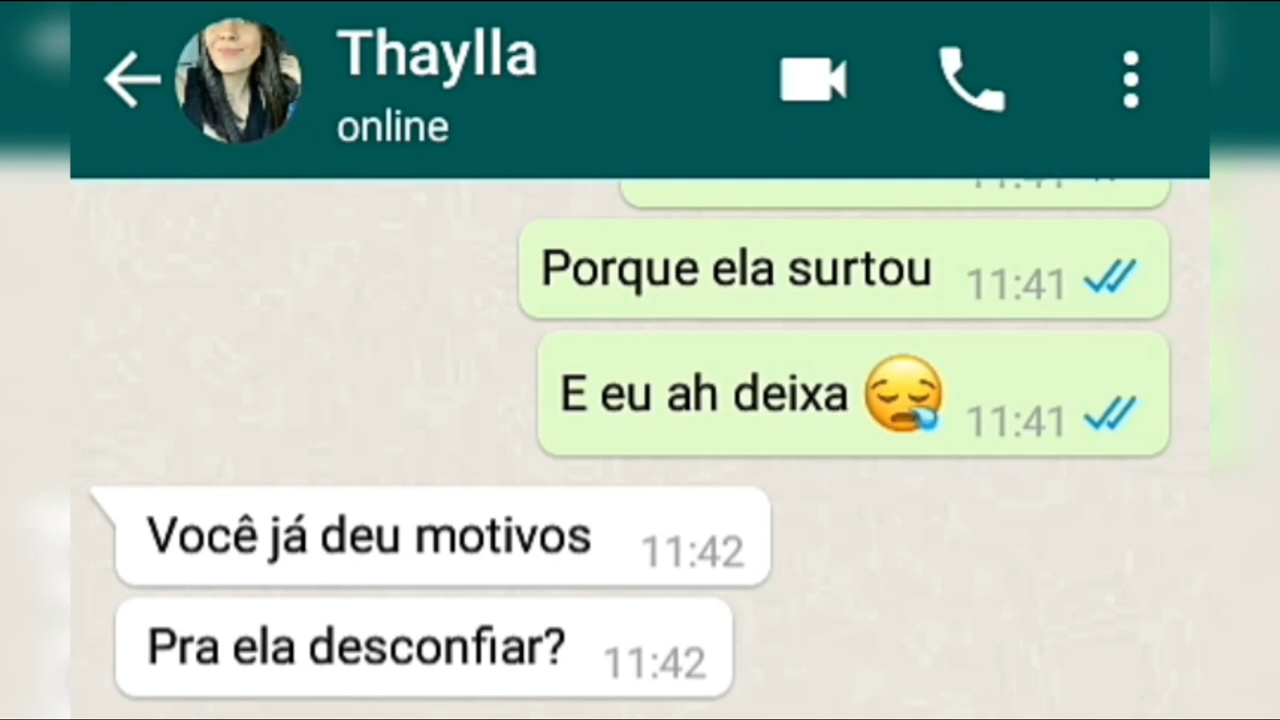 Thaylla
online
Porque ela surtou 11:41
E eu ah deixa 😪 11:41
Você já deu motivos 11:42
Pra ela desconfiar? 11:42